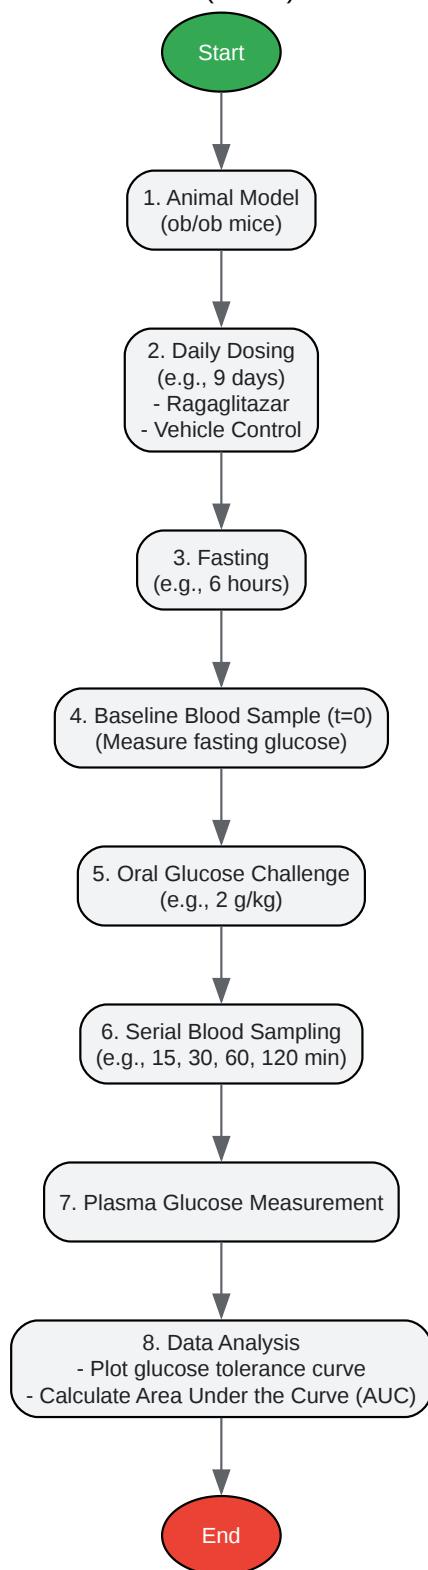 Start
1. Animal Model
(ob/ob mice)
2. Daily Dosing
(e.g., 9 days)
- Ragaglitazar
- Vehicle Control
3. Fasting
(e.g., 6 hours)
4. Baseline Blood Sample (t=0)
(Measure fasting glucose)
5. Oral Glucose Challenge
(e.g., 2 g/kg)
6. Serial Blood Sampling
(e.g., 15, 30, 60, 120 min)
7. Plasma Glucose Measurement
8. Data Analysis
- Plot glucose tolerance curve
- Calculate Area Under the Curve (AUC)
End